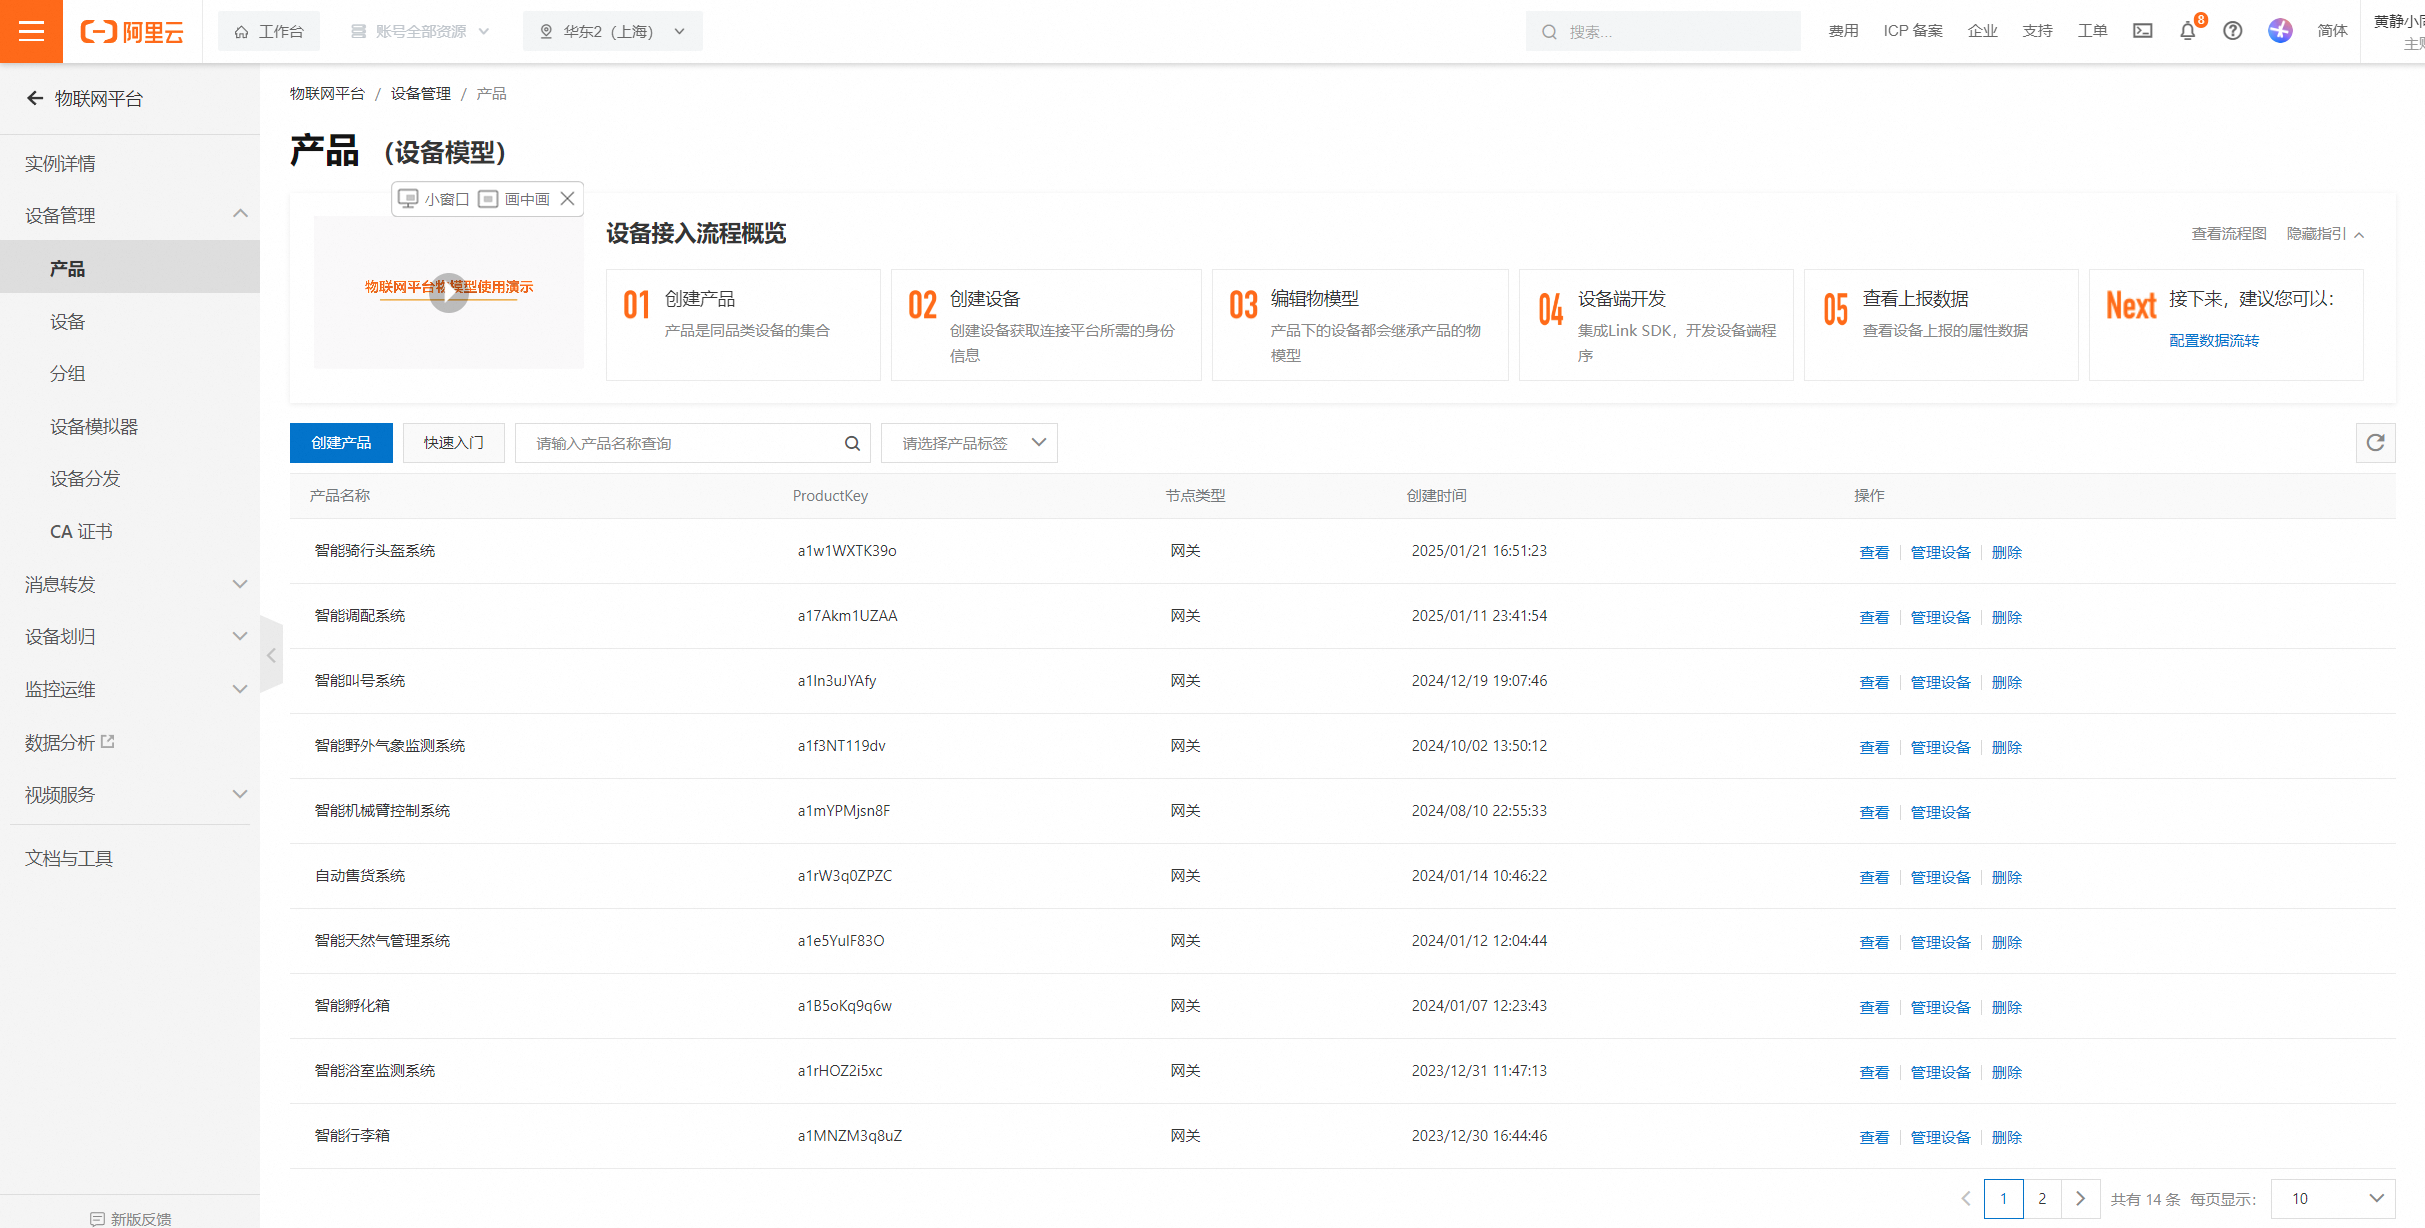 阿里云
工作台
账号全部资源
华东2（上海）
搜索...
费用
ICP 备案
企业
支持
工单
8
简体
黄静小
主
物联网平台
实例详情
设备管理
产品
设备
分组
设备模拟器
设备分发
CA 证书
消息转发
设备划归
监控运维
数据分析
视频服务
文档与工具
新版反馈
物联网平台 / 设备管理 / 产品
产品 （设备模型）
小窗口 画中画
物联网平台物模型使用演示
设备接入流程概览
查看流程图 隐藏指引
01 创建产品
产品是同品类设备的集合
02 创建设备
创建设备获取连接平台所需的身份
信息
03 编辑物模型
产品下的设备都会继承产品的物
模型
04 设备端开发
集成Link SDK，开发设备端程
序
05 查看上报数据
查看设备上报的属性数据
Next 接下来，建议您可以：
配置数据流转
创建产品 快速入门 请输入产品名称查询 请选择产品标签
产品名称 ProductKey 节点类型 创建时间 操作
智能骑行头盔系统 a1w1WXTK39o 网关 2025/01/21 16:51:23 查看 管理设备 删除
智能调配系统 a17Akm1UZAA 网关 2025/01/11 23:41:54 查看 管理设备 删除
智能叫号系统 a1In3uJYAfy 网关 2024/12/19 19:07:46 查看 管理设备 删除
智能野外气象监测系统 a1f3NT119dv 网关 2024/10/02 13:50:12 查看 管理设备 删除
智能机械臂控制系统 a1mYPMjsn8F 网关 2024/08/10 22:55:33 查看 管理设备
自动售货系统 a1rW3q0ZPZC 网关 2024/01/14 10:46:22 查看 管理设备 删除
智能天然气管理系统 a1e5YuIF83O 网关 2024/01/12 12:04:44 查看 管理设备 删除
智能孵化箱 a1B5oKq9q6w 网关 2024/01/07 12:23:43 查看 管理设备 删除
智能浴室监测系统 a1rHOZ2i5xc 网关 2023/12/31 11:47:13 查看 管理设备 删除
智能行李箱 a1MNZM3q8uZ 网关 2023/12/30 16:44:46 查看 管理设备 删除
1 2 共有 14 条 每页显示： 10